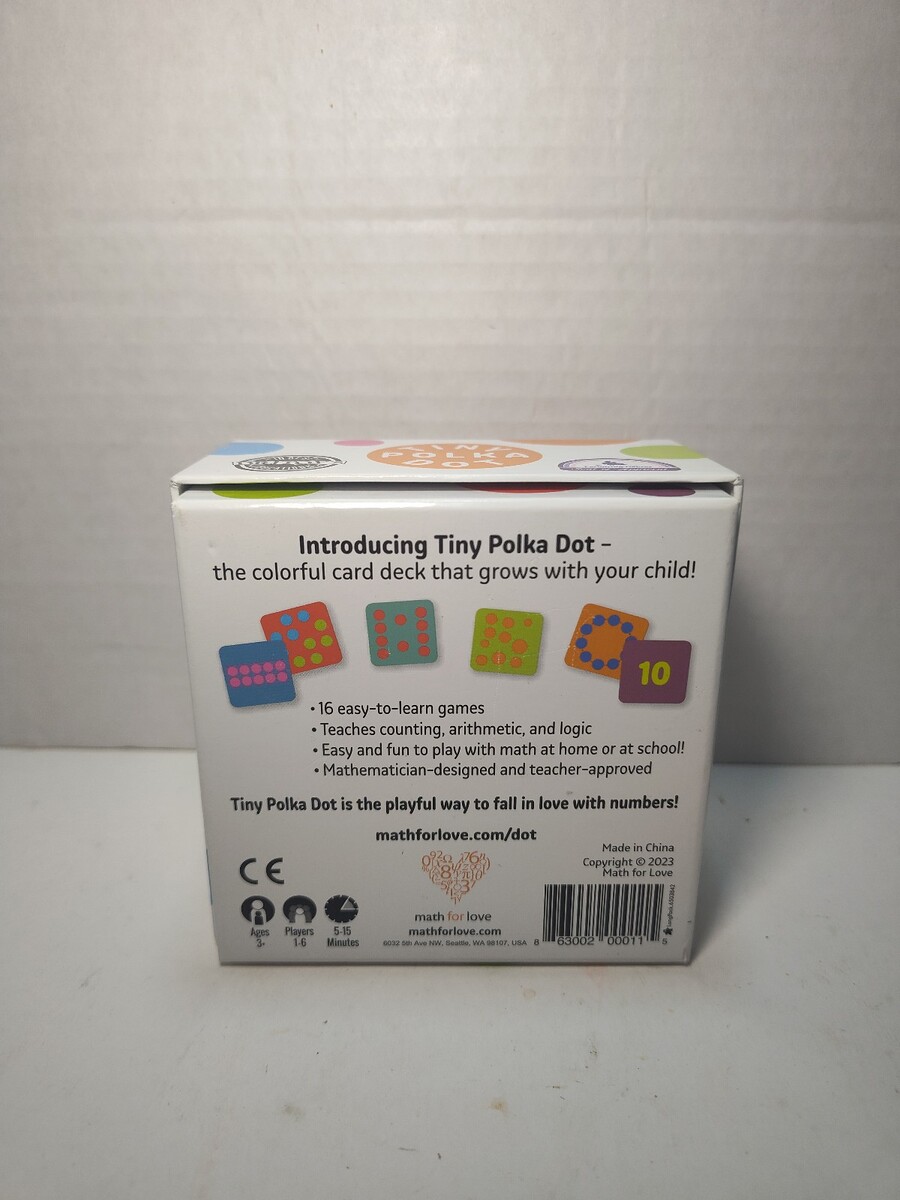 TINY
POLKA
DOT
Introducing Tiny Polka Dot –
the colorful card deck that grows with your child!
10
• 16 easy-to-learn games
• Teaches counting, arithmetic, and logic
• Easy and fun to play with math at home or at school!
• Mathematician-designed and teacher-approved
Tiny Polka Dot is the playful way to fall in love with numbers!
mathforlove.com/dot
Made in China
Copyright © 2023
Math for Love
CE
math for love
mathforlove.com
Ages
3+
Players
1-6
5-15
Minutes
6032 5th Ave NW, Seattle, WA 98107, USA
8 63002 00011 5